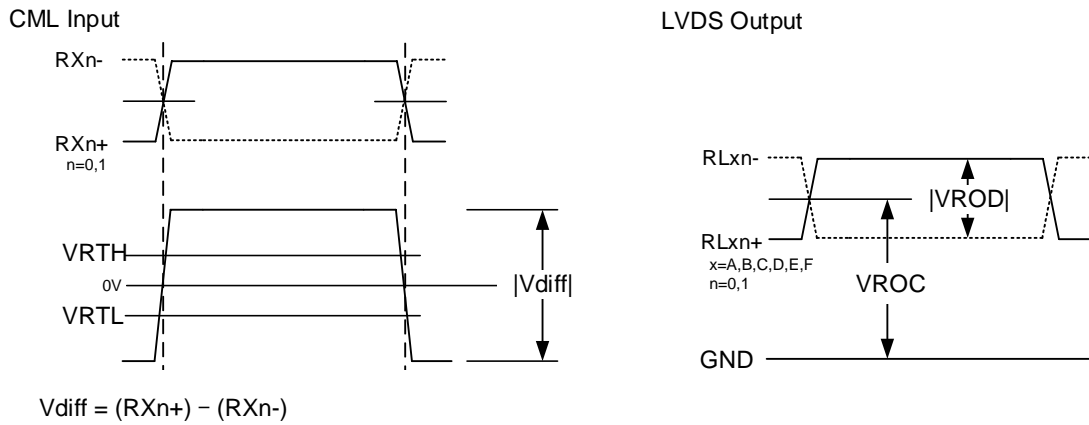 CML Input
RXn-
RXn+
n=0,1
VRTH
0V
VRTL
|Vdiff|
Vdiff = (RXn+) − (RXn-)
LVDS Output
RLxn-
|VROD|
RLxn+
x=A,B,C,D,E,F
n=0,1
VROC
GND